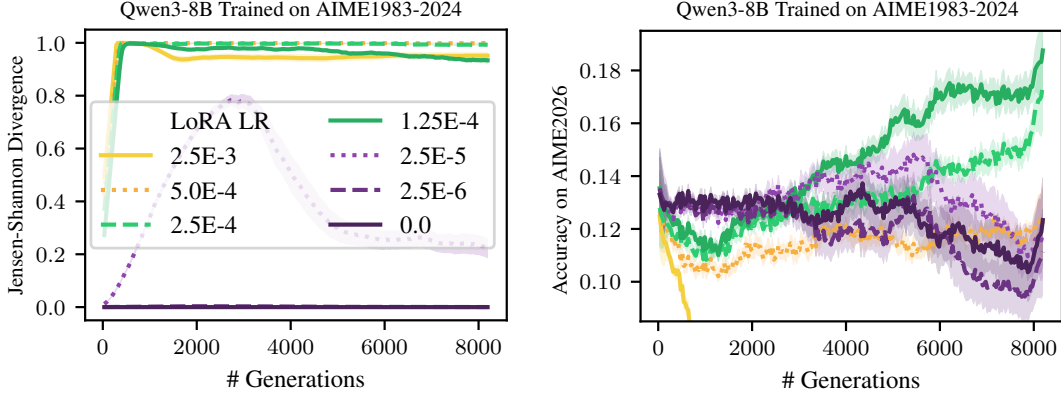 Qwen3-8B Trained on AIME1983-2024
Jensen-Shannon Divergence
1.0
0.8
0.6
0.4
0.2
0.0
LoRA LR
2.5E-3
5.0E-4
2.5E-4
1.25E-4
2.5E-5
2.5E-6
0.0
0
2000
4000
6000
8000
# Generations
Qwen3-8B Trained on AIME1983-2024
Accuracy on AIME2026
0.18
0.16
0.14
0.12
0.10
0
2000
4000
6000
8000
# Generations